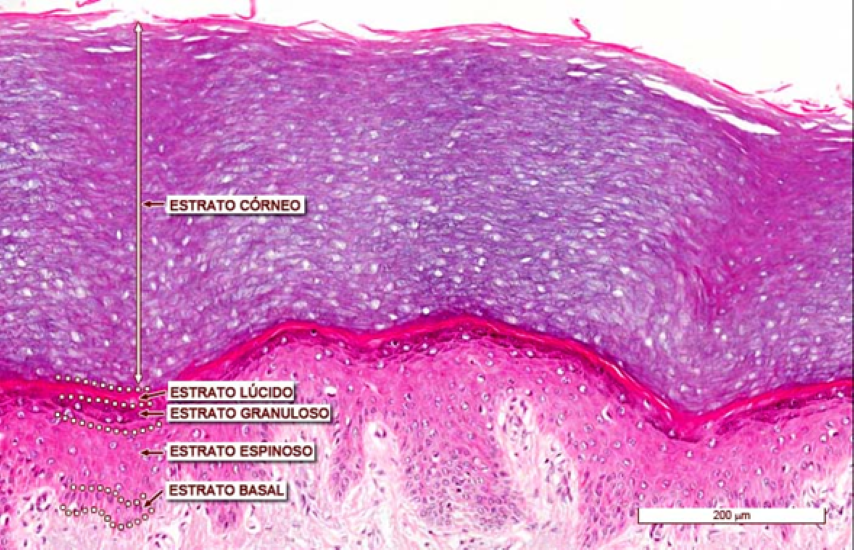 ESTRATO CÓRNEO
ESTRATO LÚCIDO
ESTRATO GRANULOSO
ESTRATO ESPINOSO
ESTRATO BASAL
200 µm